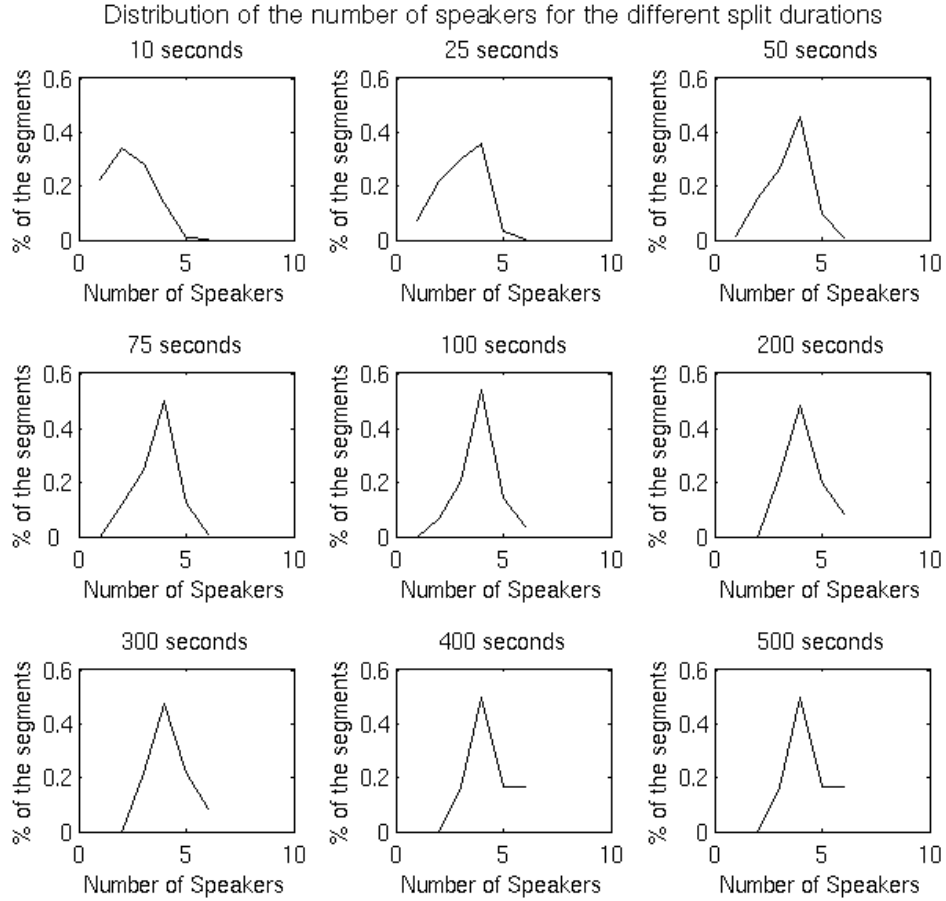 Distribution of the number of speakers for the different split durations
10 seconds
% of the segments
0.6
0.4
0.2
0
0 5 10
Number of Speakers
25 seconds
% of the segments
0.6
0.4
0.2
0
0 5 10
Number of Speakers
50 seconds
% of the segments
0.6
0.4
0.2
0
0 5 10
Number of Speakers
75 seconds
% of the segments
0.6
0.4
0.2
0
0 5 10
Number of Speakers
100 seconds
% of the segments
0.6
0.4
0.2
0
0 5 10
Number of Speakers
200 seconds
% of the segments
0.6
0.4
0.2
0
0 5 10
Number of Speakers
300 seconds
% of the segments
0.6
0.4
0.2
0
0 5 10
Number of Speakers
400 seconds
% of the segments
0.6
0.4
0.2
0
0 5 10
Number of Speakers
500 seconds
% of the segments
0.6
0.4
0.2
0
0 5 10
Number of Speakers